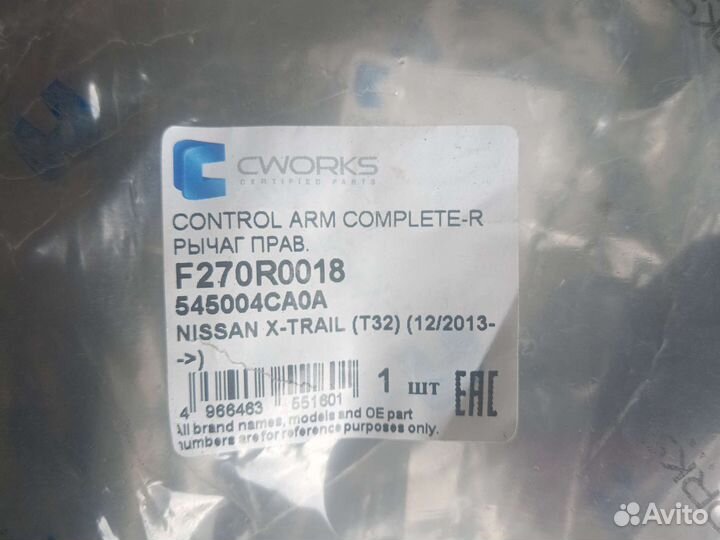 CWORKS
CERTIFIED PARTS
CONTROL ARM COMPLETE-R
РЫЧАГ ПРАВ.
F270R0018
545004CA0A
NISSAN X-TRAIL (T32) (12/2013-
->)
1 шт EAC
4 966463 551601
All brand names, models and OE part
numbers are for reference purposes only.
Avito